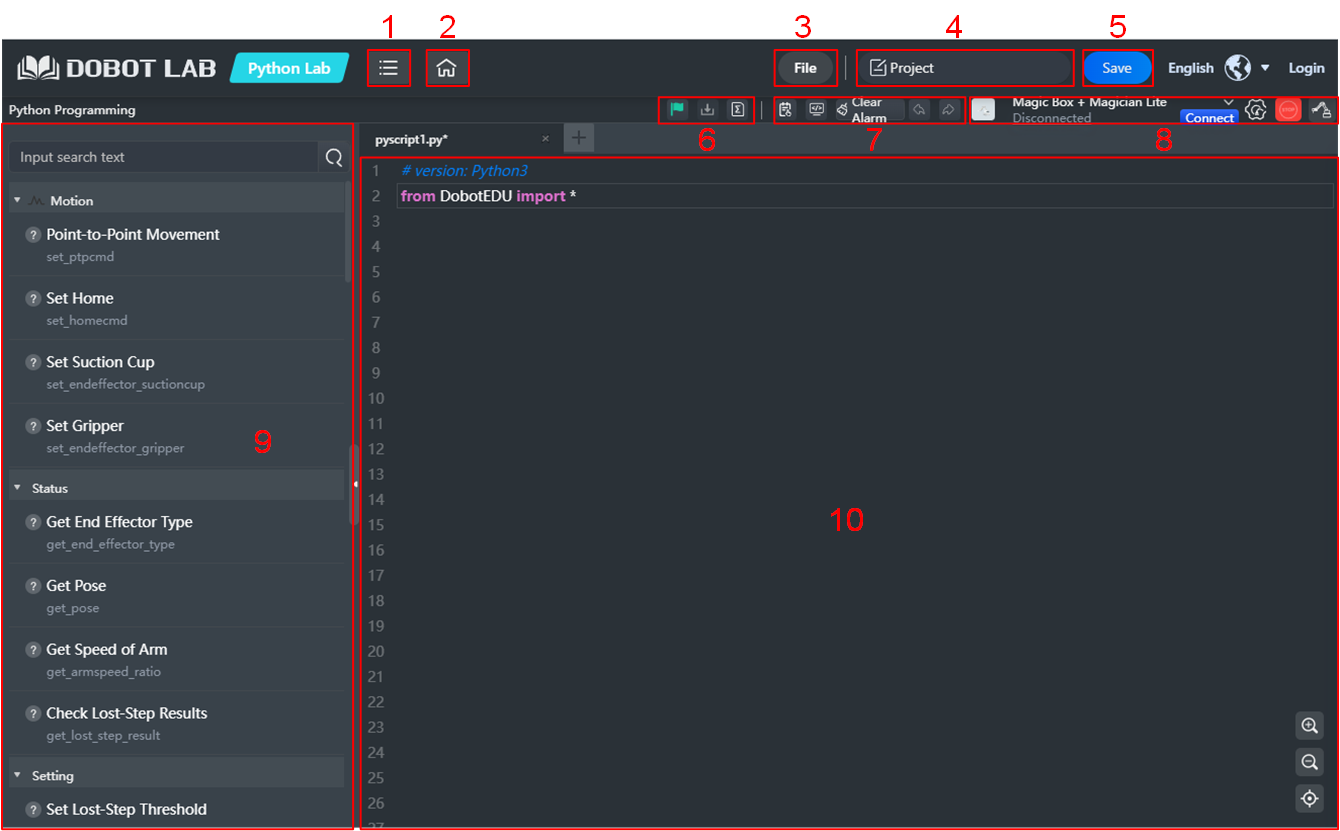 1 2 3 4 5
DOBOT LAB Python Lab File Project Save English Login
Python Programming Clear Alarm Magic Box + Magician Lite
Disconnected Connect
6 7 8
Input search text
Motion
Point-to-Point Movement
set_ptpcmd
Set Home
set_homecmd
Set Suction Cup
set_endeffector_suctioncup
Set Gripper
set_endeffector_gripper
9
Status
Get End Effector Type
get_end_effector_type
Get Pose
get_pose
Get Speed of Arm
get_armspeed_ratio
Check Lost-Step Results
get_lost_step_result
Setting
Set Lost-Step Threshold
pyscript1.py* × +
1 # version: Python3
2 from DobotEDU import *
3
4
5
6
7
8
9
10
11
12
13
14
15
16
17
18
19
20
21
22
23
24
25
26
27
10